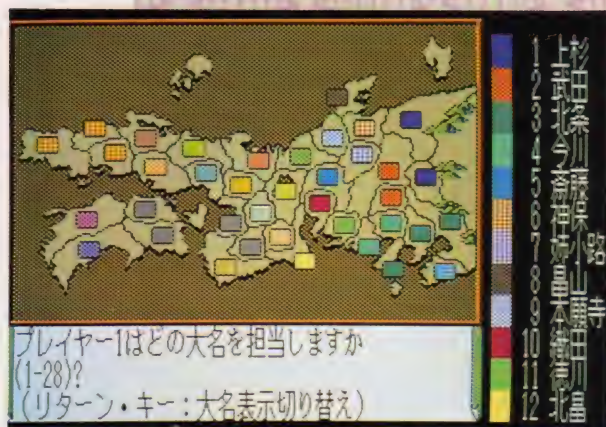 プレイヤー1はどの大名を担当しますか
(1-28)?
(リターン・キー:大名表示切り替え)
1 上杉
2 武田
3 北条
4 今川
5 斎藤
6 神保
7 姉小路
8 畠山
9 本願寺
10 織田
11 徳川
12 北畠